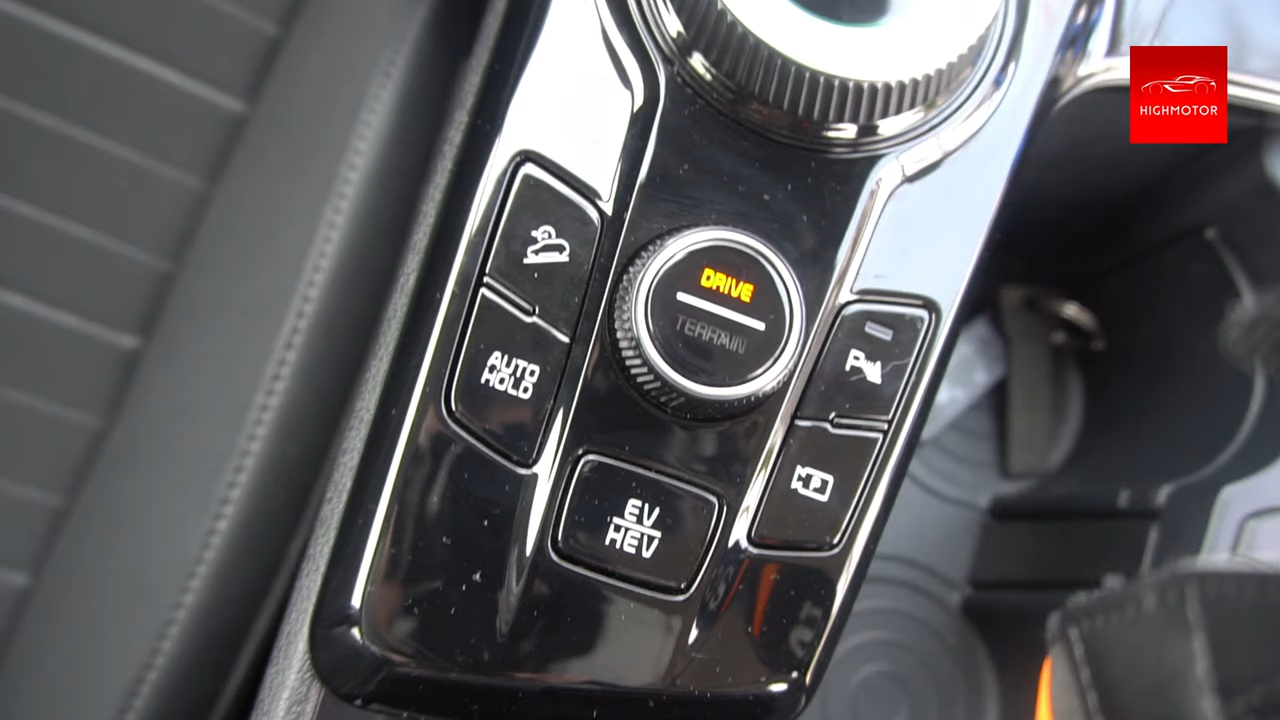 HIGHMOTOR
DRIVE
TERRAIN
AUTO
HOLD
P
P
EV
HEV